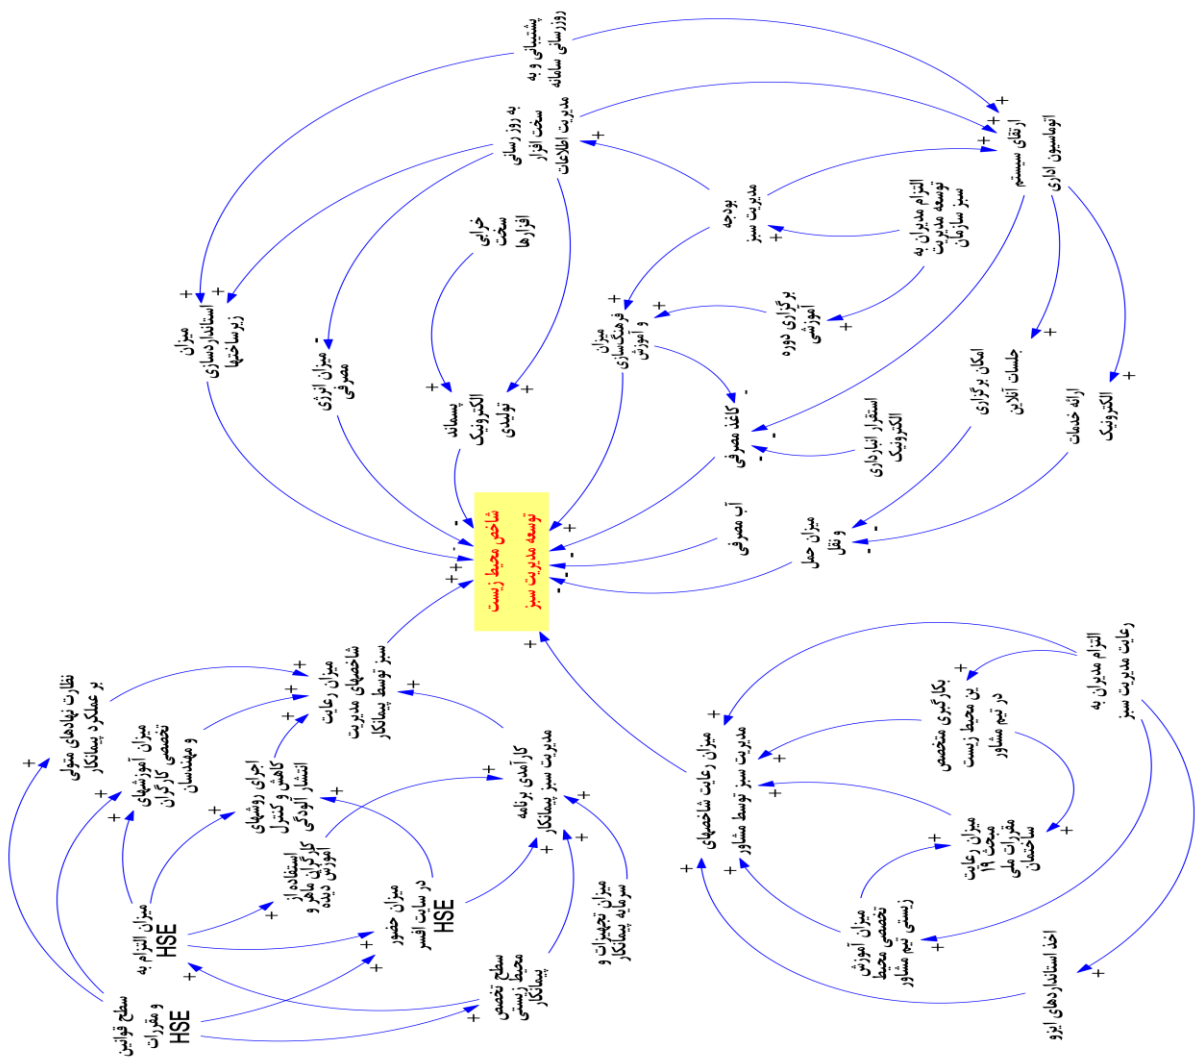 پشتیبانی و به
روزرسانی سامانه
به روز رسانی
سخت افزار
مدیریت اطلاعات
ارتقای سیستم
اتوماسیون اداری
خرابی
سخت
افزارها
بودجه
مدیریت سبز
التزام مدیران به
توسعه مدیریت
سبز سازمان
میزان
استانداردسازی
زیرساختها
میزان انرژی
مصرفی
میزان
فرهنگ‌سازی
و آموزش
برگزاری دوره
آموزشی
پسماند
الکترونیک
تولیدی
کاغذ مصرفی
استقرار انبارداری
الکترونیک
امکان برگزاری
جلسات آنلاین
ارائه خدمات
الکترونیک
شاخص محیط زیست
توسعه مدیریت سبز
آب مصرفی
میزان حمل
و نقل
نظارت نهادهای متولی
بر عملکرد پیمانکار
میزان آموزشهای
تخصصی کارگران
و مهندسان
اجرای روشهای
کاهش و کنترل
انتشار آلودگی
میزان رعایت
شاخصهای مدیریت
سبز توسط پیمانکار
استفاده از
کارگران ماهر و
آموزش دیده
کارآمدی برنامه
مدیریت سبز پیمانکار
میزان التزام به
HSE
میزان حضور
افسر در سایت
HSE
سطح قوانین
و مقررات
HSE
سطح تخصص
محیط زیستی
پیمانکار
میزان تجهیزات و
سرمایه پیمانکار
میزان رعایت شاخصهای
مدیریت سبز توسط مشاور
بکارگیری متخصص
ین محیط زیست
در تیم مشاور
التزام مدیران به
رعایت مدیریت سبز
میزان رعایت
مبحث ۱۹
مقررات ملی
ساختمان
میزان آموزش
تخصصی محیط
زیستی تیم مشاور
اخذ استانداردهای ایزو